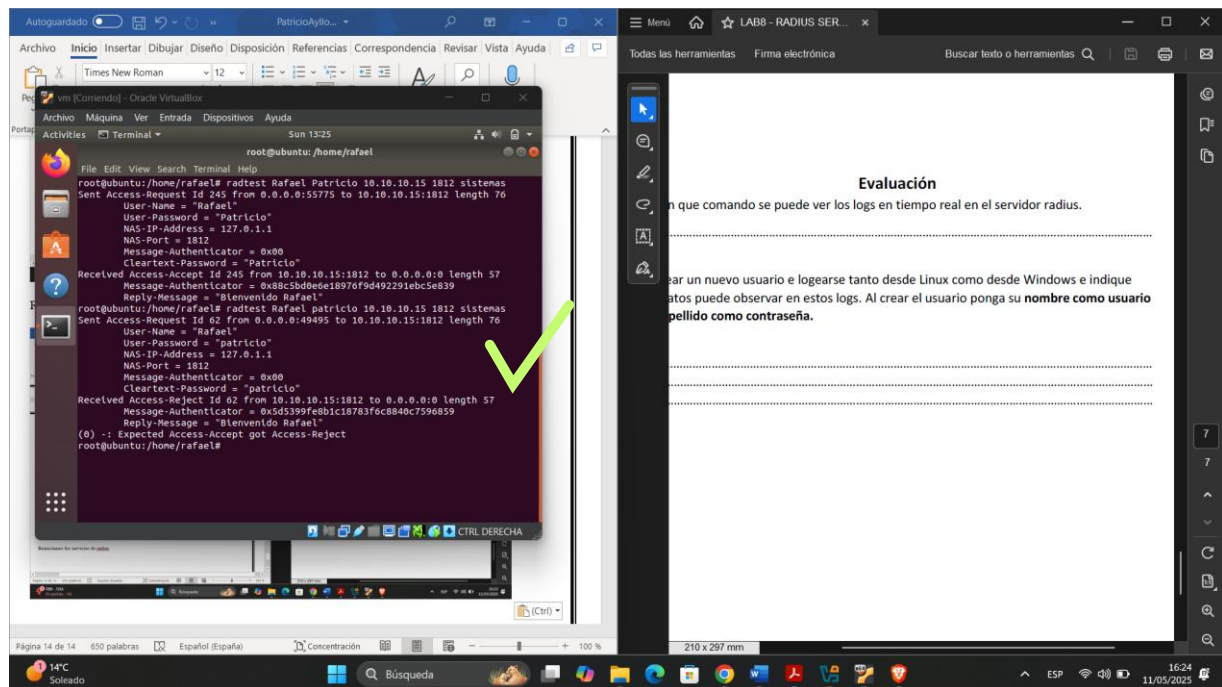 Autoguardado
PatricioAyllo...
Archivo Inicio Insertar Dibujar Diseño Disposición Referencias Correspondencia Revisar Vista Ayuda
Times New Roman 12
vm [Corriendo] - Oracle VirtualBox
Archivo Máquina Ver Entrada Dispositivos Ayuda
Activities Terminal Sun 13:25
root@ubuntu: /home/rafael
File Edit View Search Terminal Help
root@ubuntu:/home/rafael# radtest Rafael Patricio 10.10.10.15 1812 sistemas
Sent Access-Request Id 245 from 0.0.0.0:55775 to 10.10.10.15:1812 length 76
User-Name = "Rafael"
User-Password = "Patricio"
NAS-IP-Address = 127.0.1.1
NAS-Port = 1812
Message-Authenticator = 0x00
Cleartext-Password = "Patricio"
Received Access-Accept Id 245 from 10.10.10.15:1812 to 0.0.0.0:0 length 57
Message-Authenticator = 0x88c5bd0e6e18976f9d492291ebc5e839
Reply-Message = "Bienvenido Rafael"
root@ubuntu:/home/rafael# radtest Rafael patricio 10.10.10.15 1812 sistemas
Sent Access-Request Id 62 from 0.0.0.0:49495 to 10.10.10.15:1812 length 76
User-Name = "Rafael"
User-Password = "patricio"
NAS-IP-Address = 127.0.1.1
NAS-Port = 1812
Message-Authenticator = 0x00
Cleartext-Password = "patricio"
Received Access-Reject Id 62 from 10.10.10.15:1812 to 0.0.0.0:0 length 57
Message-Authenticator = 0x5d5399fe8b1c18783f6c8840c7596859
Reply-Message = "Bienvenido Rafael"
(0) -: Expected Access-Accept got Access-Reject
root@ubuntu:/home/rafael#
CTRL DERECHA
(Ctrl)
Página 14 de 14 650 palabras Español (España) Concentración 100 %
Menú LAB8 - RADIUS SER...
Todas las herramientas Firma electrónica Buscar texto o herramientas
Evaluación
n que comando se puede ver los logs en tiempo real en el servidor radius.
ear un nuevo usuario e logearse tanto desde Linux como desde Windows e indique
atos puede observar en estos logs. Al crear el usuario ponga su nombre como usuario
pellido como contraseña.
7
7
210 x 297 mm
1
14°C
Soleado
Búsqueda
ESP
16:24
11/05/2025